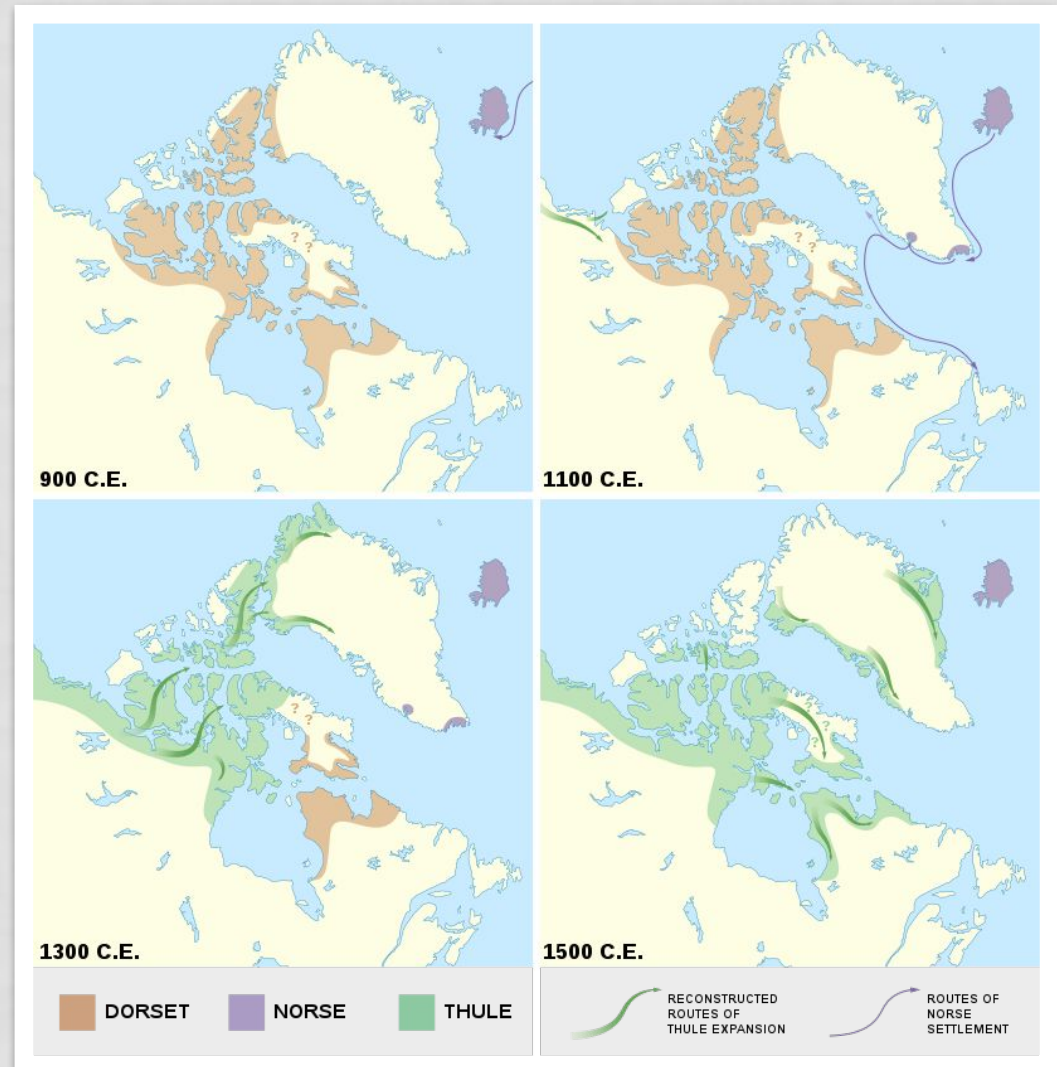 ? ?
900 C.E.
? ?
1100 C.E.
? ?
1300 C.E.
?
?
?
1500 C.E.
DORSET
NORSE
THULE
RECONSTRUCTED
ROUTES OF
THULE EXPANSION
ROUTES OF
NORSE
SETTLEMENT